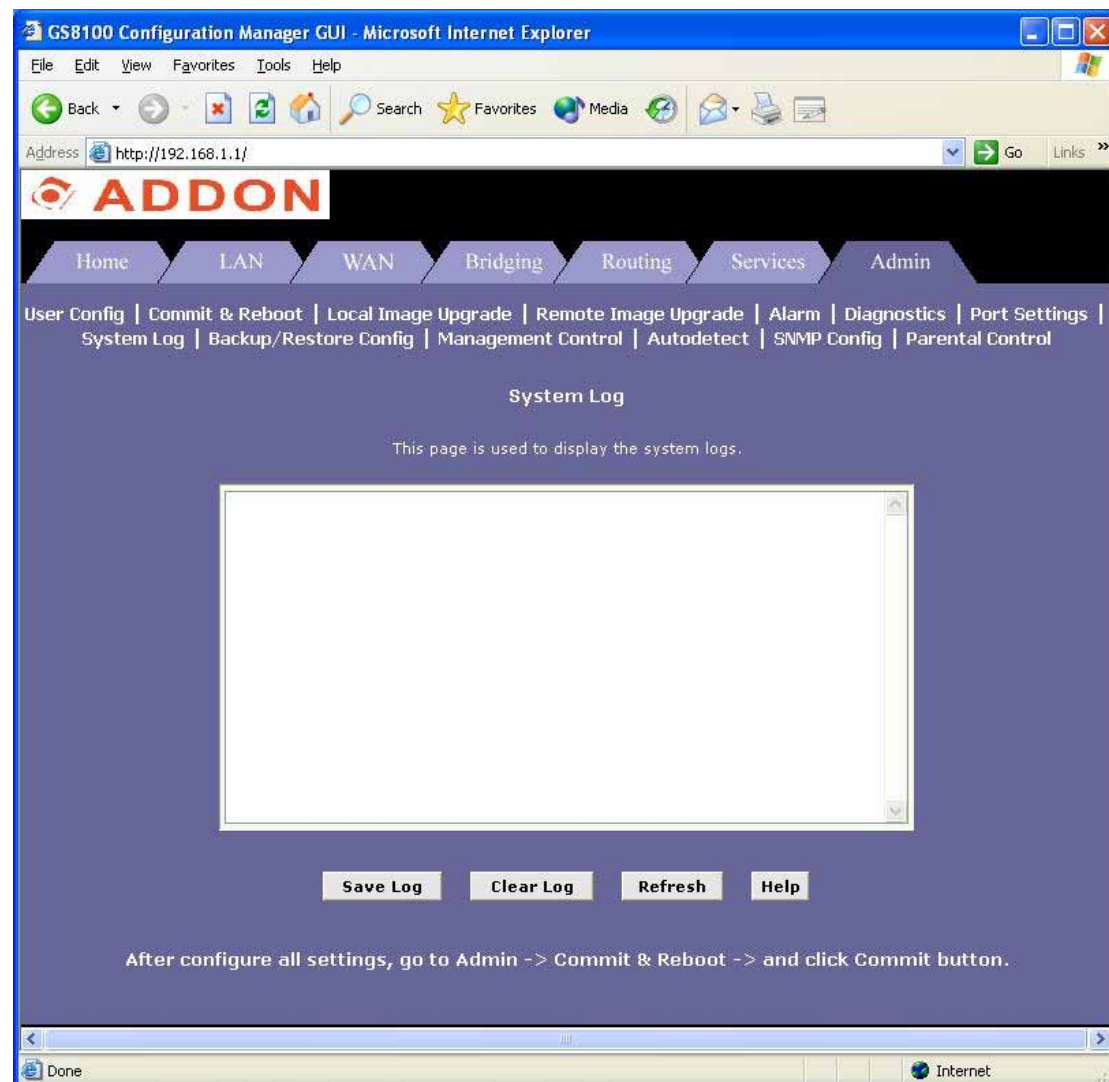 GS8100 Configuration Manager GUI - Microsoft Internet Explorer
File Edit View Favorites Tools Help
Back Search Favorites Media
Address http://192.168.1.1/ Go Links »
ADDON
Home LAN WAN Bridging Routing Services Admin
User Config | Commit & Reboot | Local Image Upgrade | Remote Image Upgrade | Alarm | Diagnostics | Port Settings |
System Log | Backup/Restore Config | Management Control | Autodetect | SNMP Config | Parental Control
System Log
This page is used to display the system logs.
Save Log Clear Log Refresh Help
After configure all settings, go to Admin -> Commit & Reboot -> and click Commit button.
Done Internet